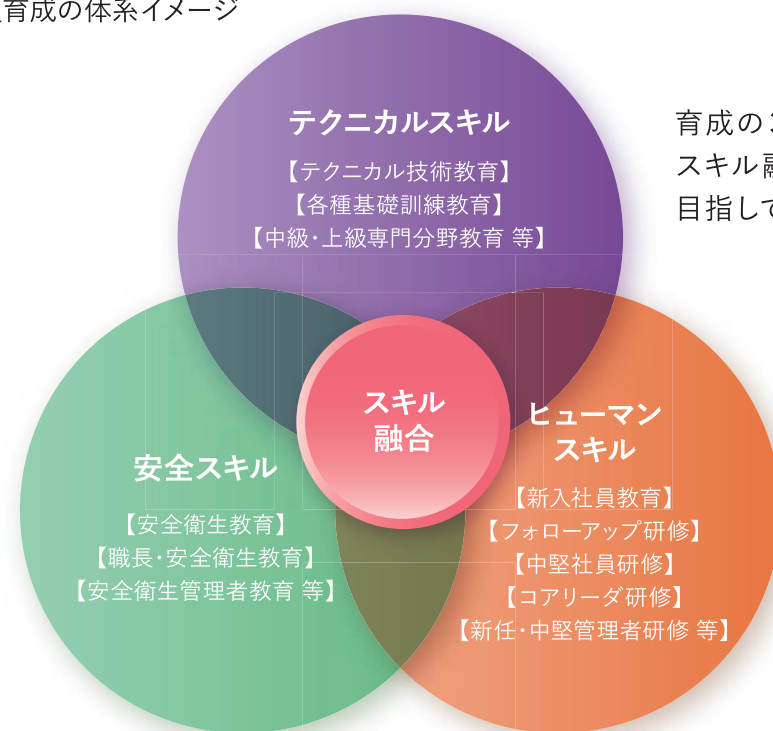 育成の体系イメージ
テクニカルスキル
【テクニカル技術教育】
【各種基礎訓練教育】
【中級・上級専門分野教育 等】
育成の
スキル融
目指して
スキル
融合
ヒューマン
スキル
【新入社員教育】
【フォローアップ研修】
【中堅社員研修】
【コアリーダ研修】
【新任・中堅管理者研修 等】
安全スキル
【安全衛生教育】
【職長・安全衛生教育】
【安全衛生管理者教育 等】